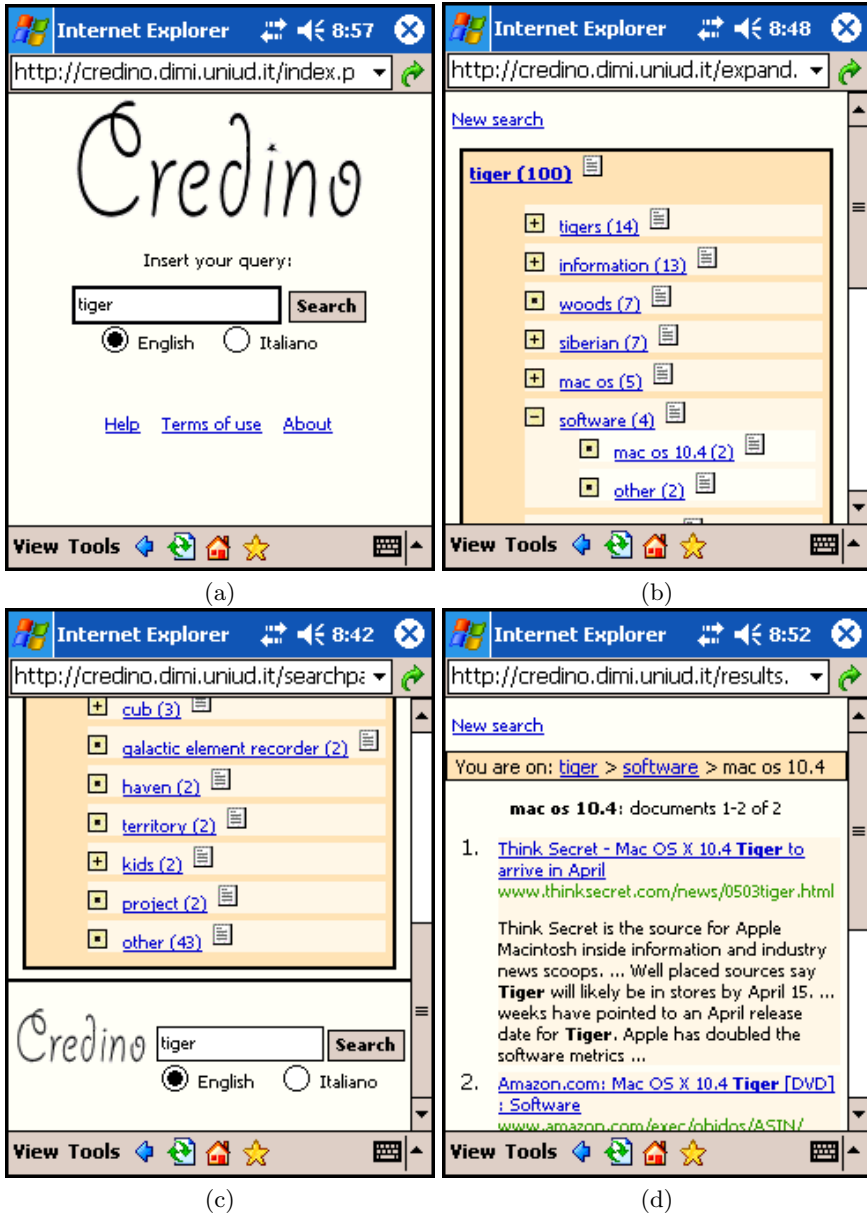 Internet Explorer 8:57
http://credino.dimi.uniud.it/index.p
Credino
Insert your query:
tiger Search
English Italiano
Help Terms of use About
View Tools
(a)
Internet Explorer 8:48
http://credino.dimi.uniud.it/expand.
New search
tiger (100)
tigers (14)
information (13)
woods (7)
siberian (7)
mac os (5)
software (4)
mac os 10.4 (2)
other (2)
View Tools
(b)
Internet Explorer 8:42
http://credino.dimi.uniud.it/searchpa
cub (3)
galactic element recorder (2)
haven (2)
territory (2)
kids (2)
project (2)
other (43)
Credino tiger Search
English Italiano
View Tools
(c)
Internet Explorer 8:52
http://credino.dimi.uniud.it/results.
New search
You are on: tiger > software > mac os 10.4
mac os 10.4: documents 1-2 of 2
1. Think Secret - Mac OS X 10.4 Tiger to
arrive in April
www.thinksecret.com/news/0503tiger.html
Think Secret is the source for Apple
Macintosh inside information and industry
news scoops. ... Well placed sources say
Tiger will likely be in stores by April 15. ...
weeks have pointed to an April release
date for Tiger. Apple has doubled the
software metrics ...
2. Amazon.com: Mac OS X 10.4 Tiger [DVD]
: Software
www.amazon.com/exec/obidos/ASIN/
View Tools
(d)